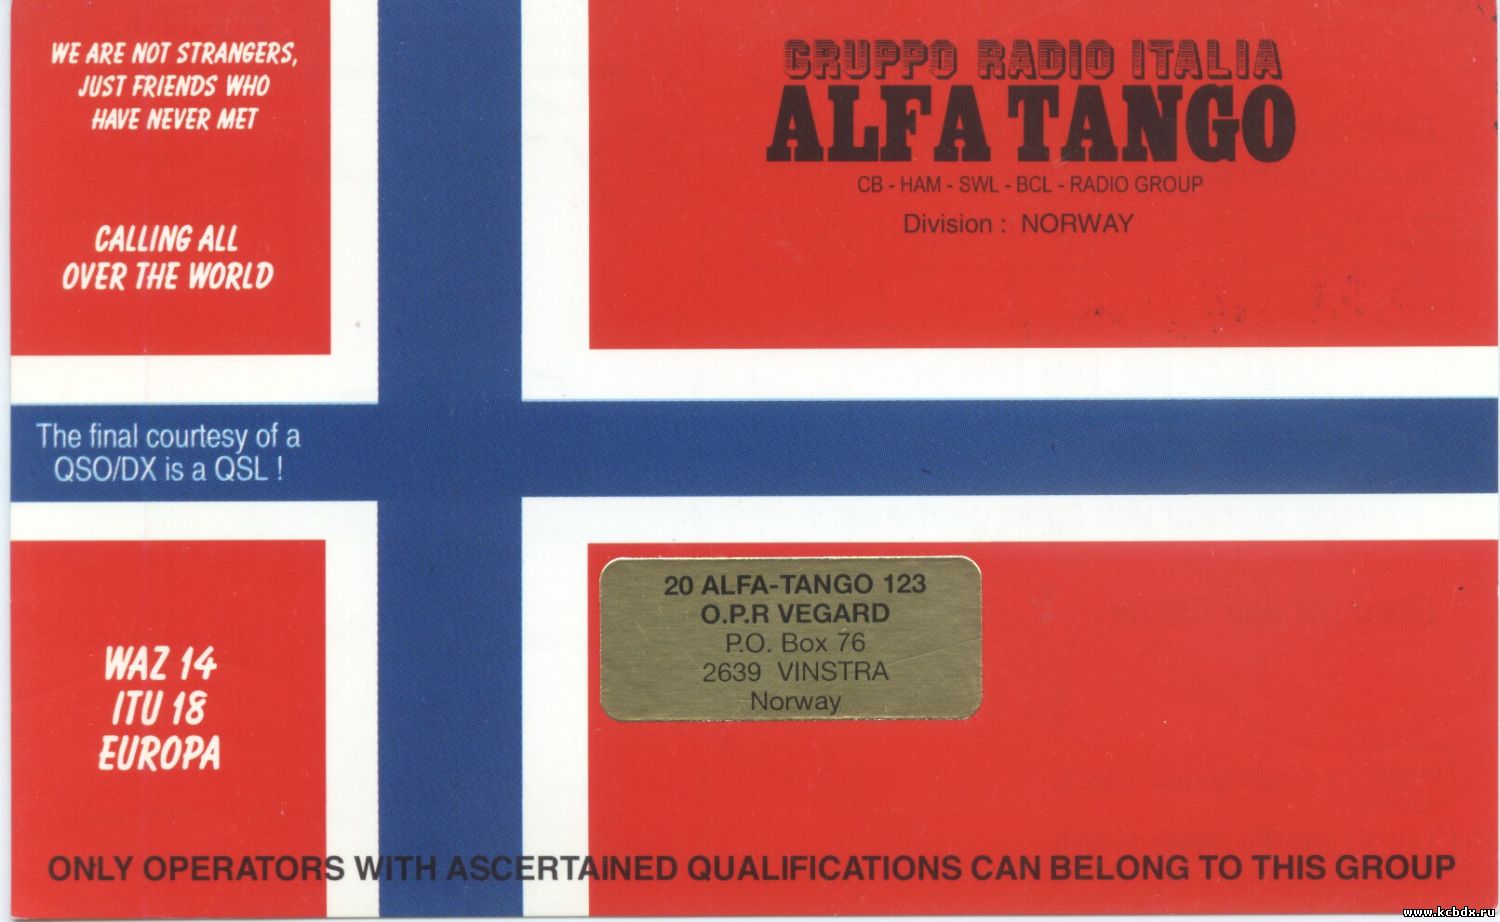 WE ARE NOT STRANGERS,
JUST FRIENDS WHO
HAVE NEVER MET
CALLING ALL
OVER THE WORLD
GRUPPO RADIO ITALIA
ALFA TANGO
CB - HAM - SWL - BCL - RADIO GROUP
Division : NORWAY
The final courtesy of a
QSO/DX is a QSL !
20 ALFA-TANGO 123
O.P.R VEGARD
P.O. Box 76
2639 VINSTRA
Norway
WAZ 14
ITU 18
EUROPA
ONLY OPERATORS WITH ASCERTAINED QUALIFICATIONS CAN BELONG TO THIS GROUP
www.kcbdx.ru